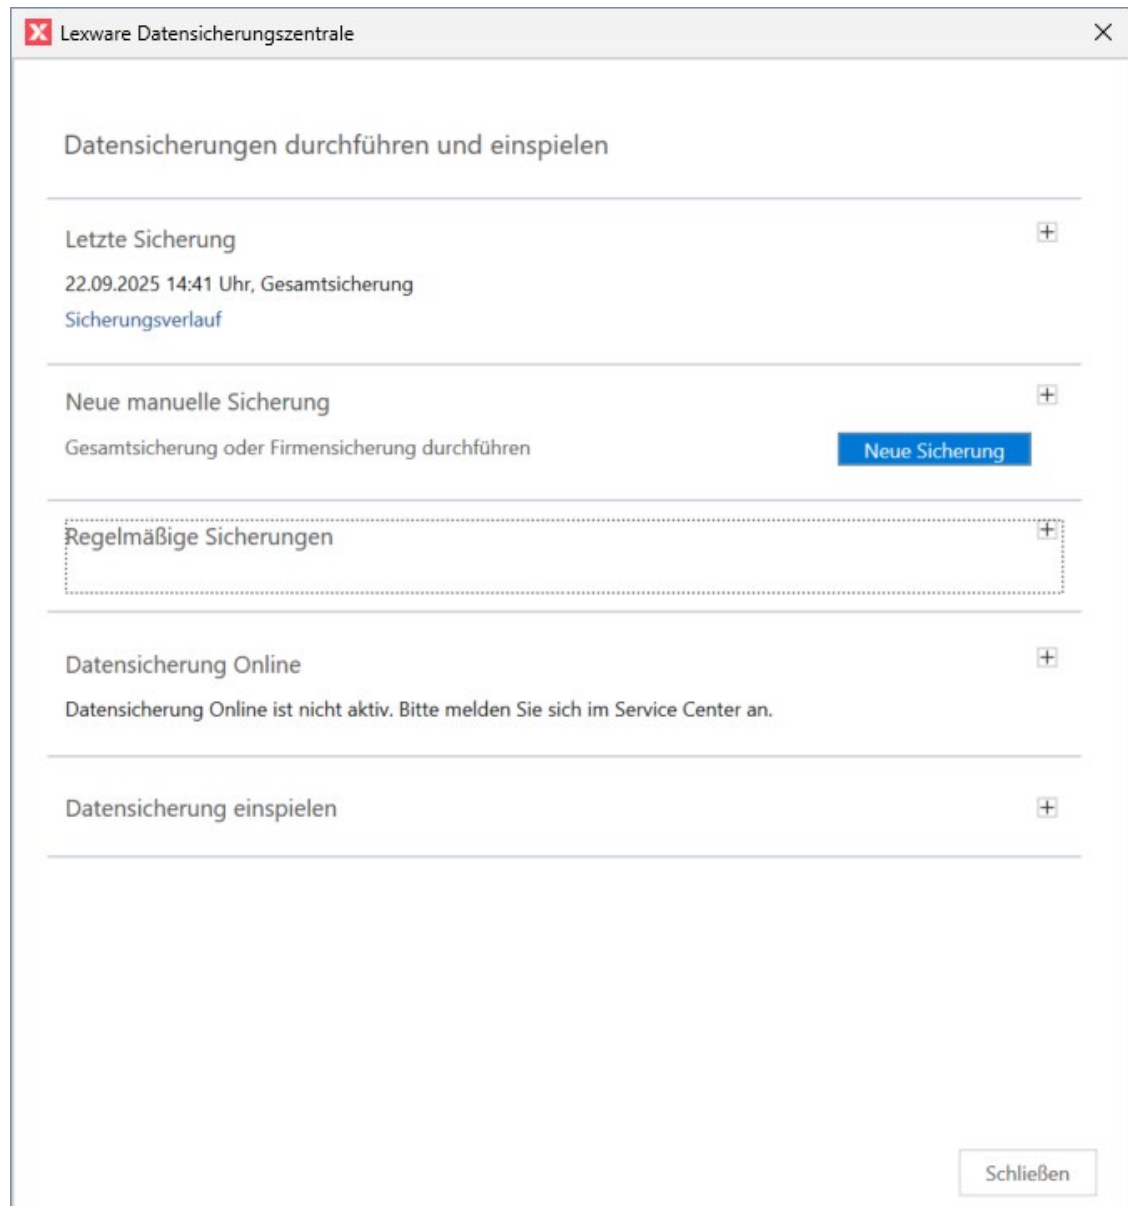 Lexware Datensicherungszentrale
Datensicherungen durchführen und einspielen
Letzte Sicherung
22.09.2025 14:41 Uhr, Gesamtsicherung
Sicherungsverlauf
Neue manuelle Sicherung
Gesamtsicherung oder Firmensicherung durchführen
Neue Sicherung
Regelmäßige Sicherungen
Datensicherung Online
Datensicherung Online ist nicht aktiv. Bitte melden Sie sich im Service Center an.
Datensicherung einspielen
Schließen